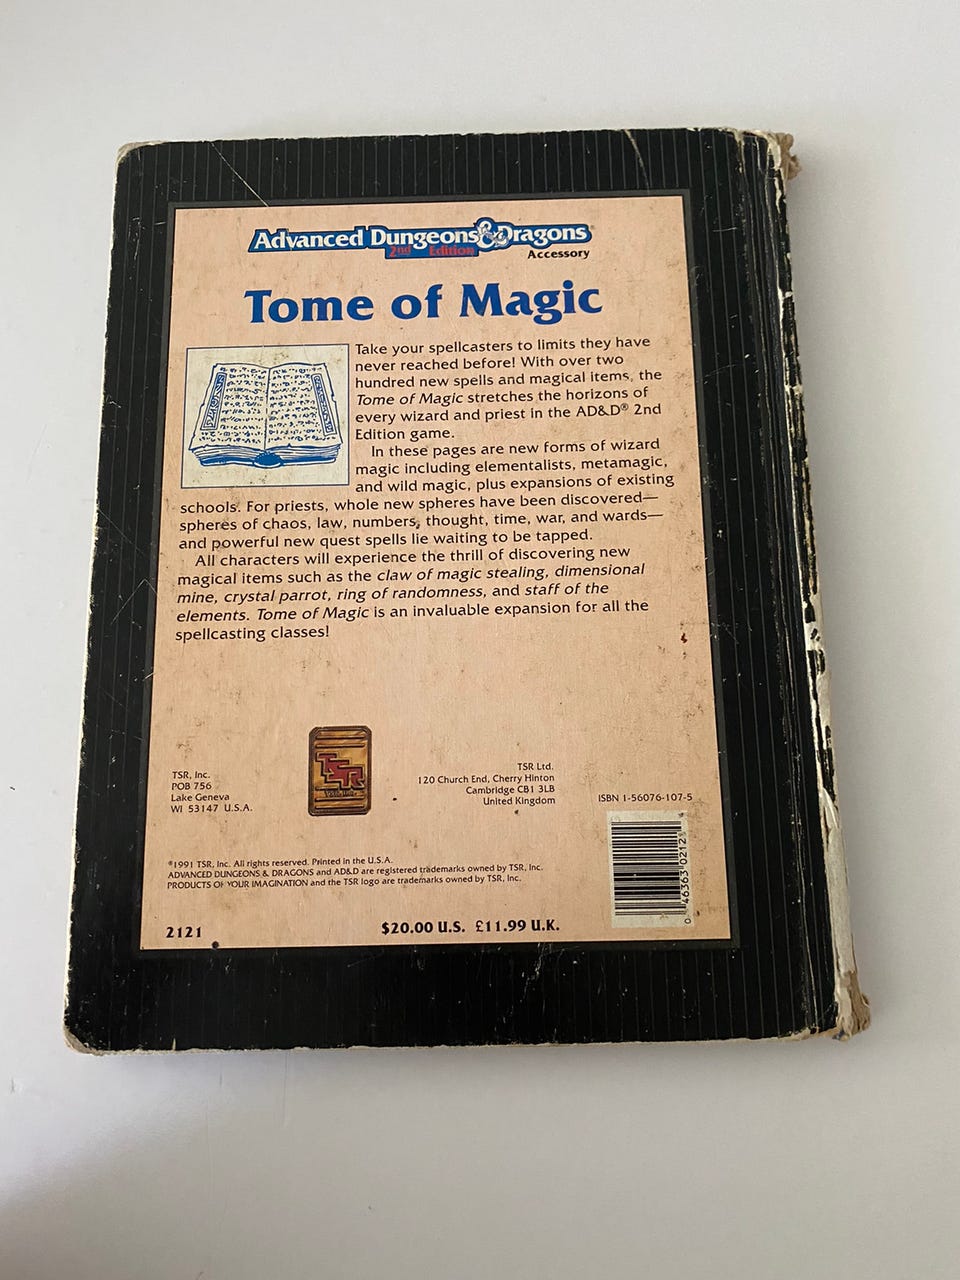 Advanced Dungeons & Dragons®
2nd Edition
Accessory
Tome of Magic
Take your spellcasters to limits they have
never reached before! With over two
hundred new spells and magical items, the
Tome of Magic stretches the horizons of
every wizard and priest in the AD&D® 2nd
Edition game.
In these pages are new forms of wizard
magic including elementalists, metamagic,
and wild magic, plus expansions of existing
schools. For priests, whole new spheres have been discovered—
spheres of chaos, law, numbers, thought, time, war, and wards—
and powerful new quest spells lie waiting to be tapped.
All characters will experience the thrill of discovering new
magical items such as the claw of magic stealing, dimensional
mine, crystal parrot, ring of randomness, and staff of the
elements. Tome of Magic is an invaluable expansion for all the
spellcasting classes!
TSR, Inc.
POB 756
Lake Geneva
WI 53147 U.S.A.
TSR
TSR Ltd.
120 Church End, Cherry Hinton
Cambridge CB1 3LB
United Kingdom
ISBN 1-56076-107-5
©1991 TSR, Inc. All rights reserved. Printed in the U.S.A.
ADVANCED DUNGEONS & DRAGONS and AD&D are registered trademarks owned by TSR, Inc.
PRODUCTS OF YOUR IMAGINATION and the TSR logo are trademarks owned by TSR, Inc.
2121
$20.00 U.S. £11.99 U.K.
0 46363 02121 4